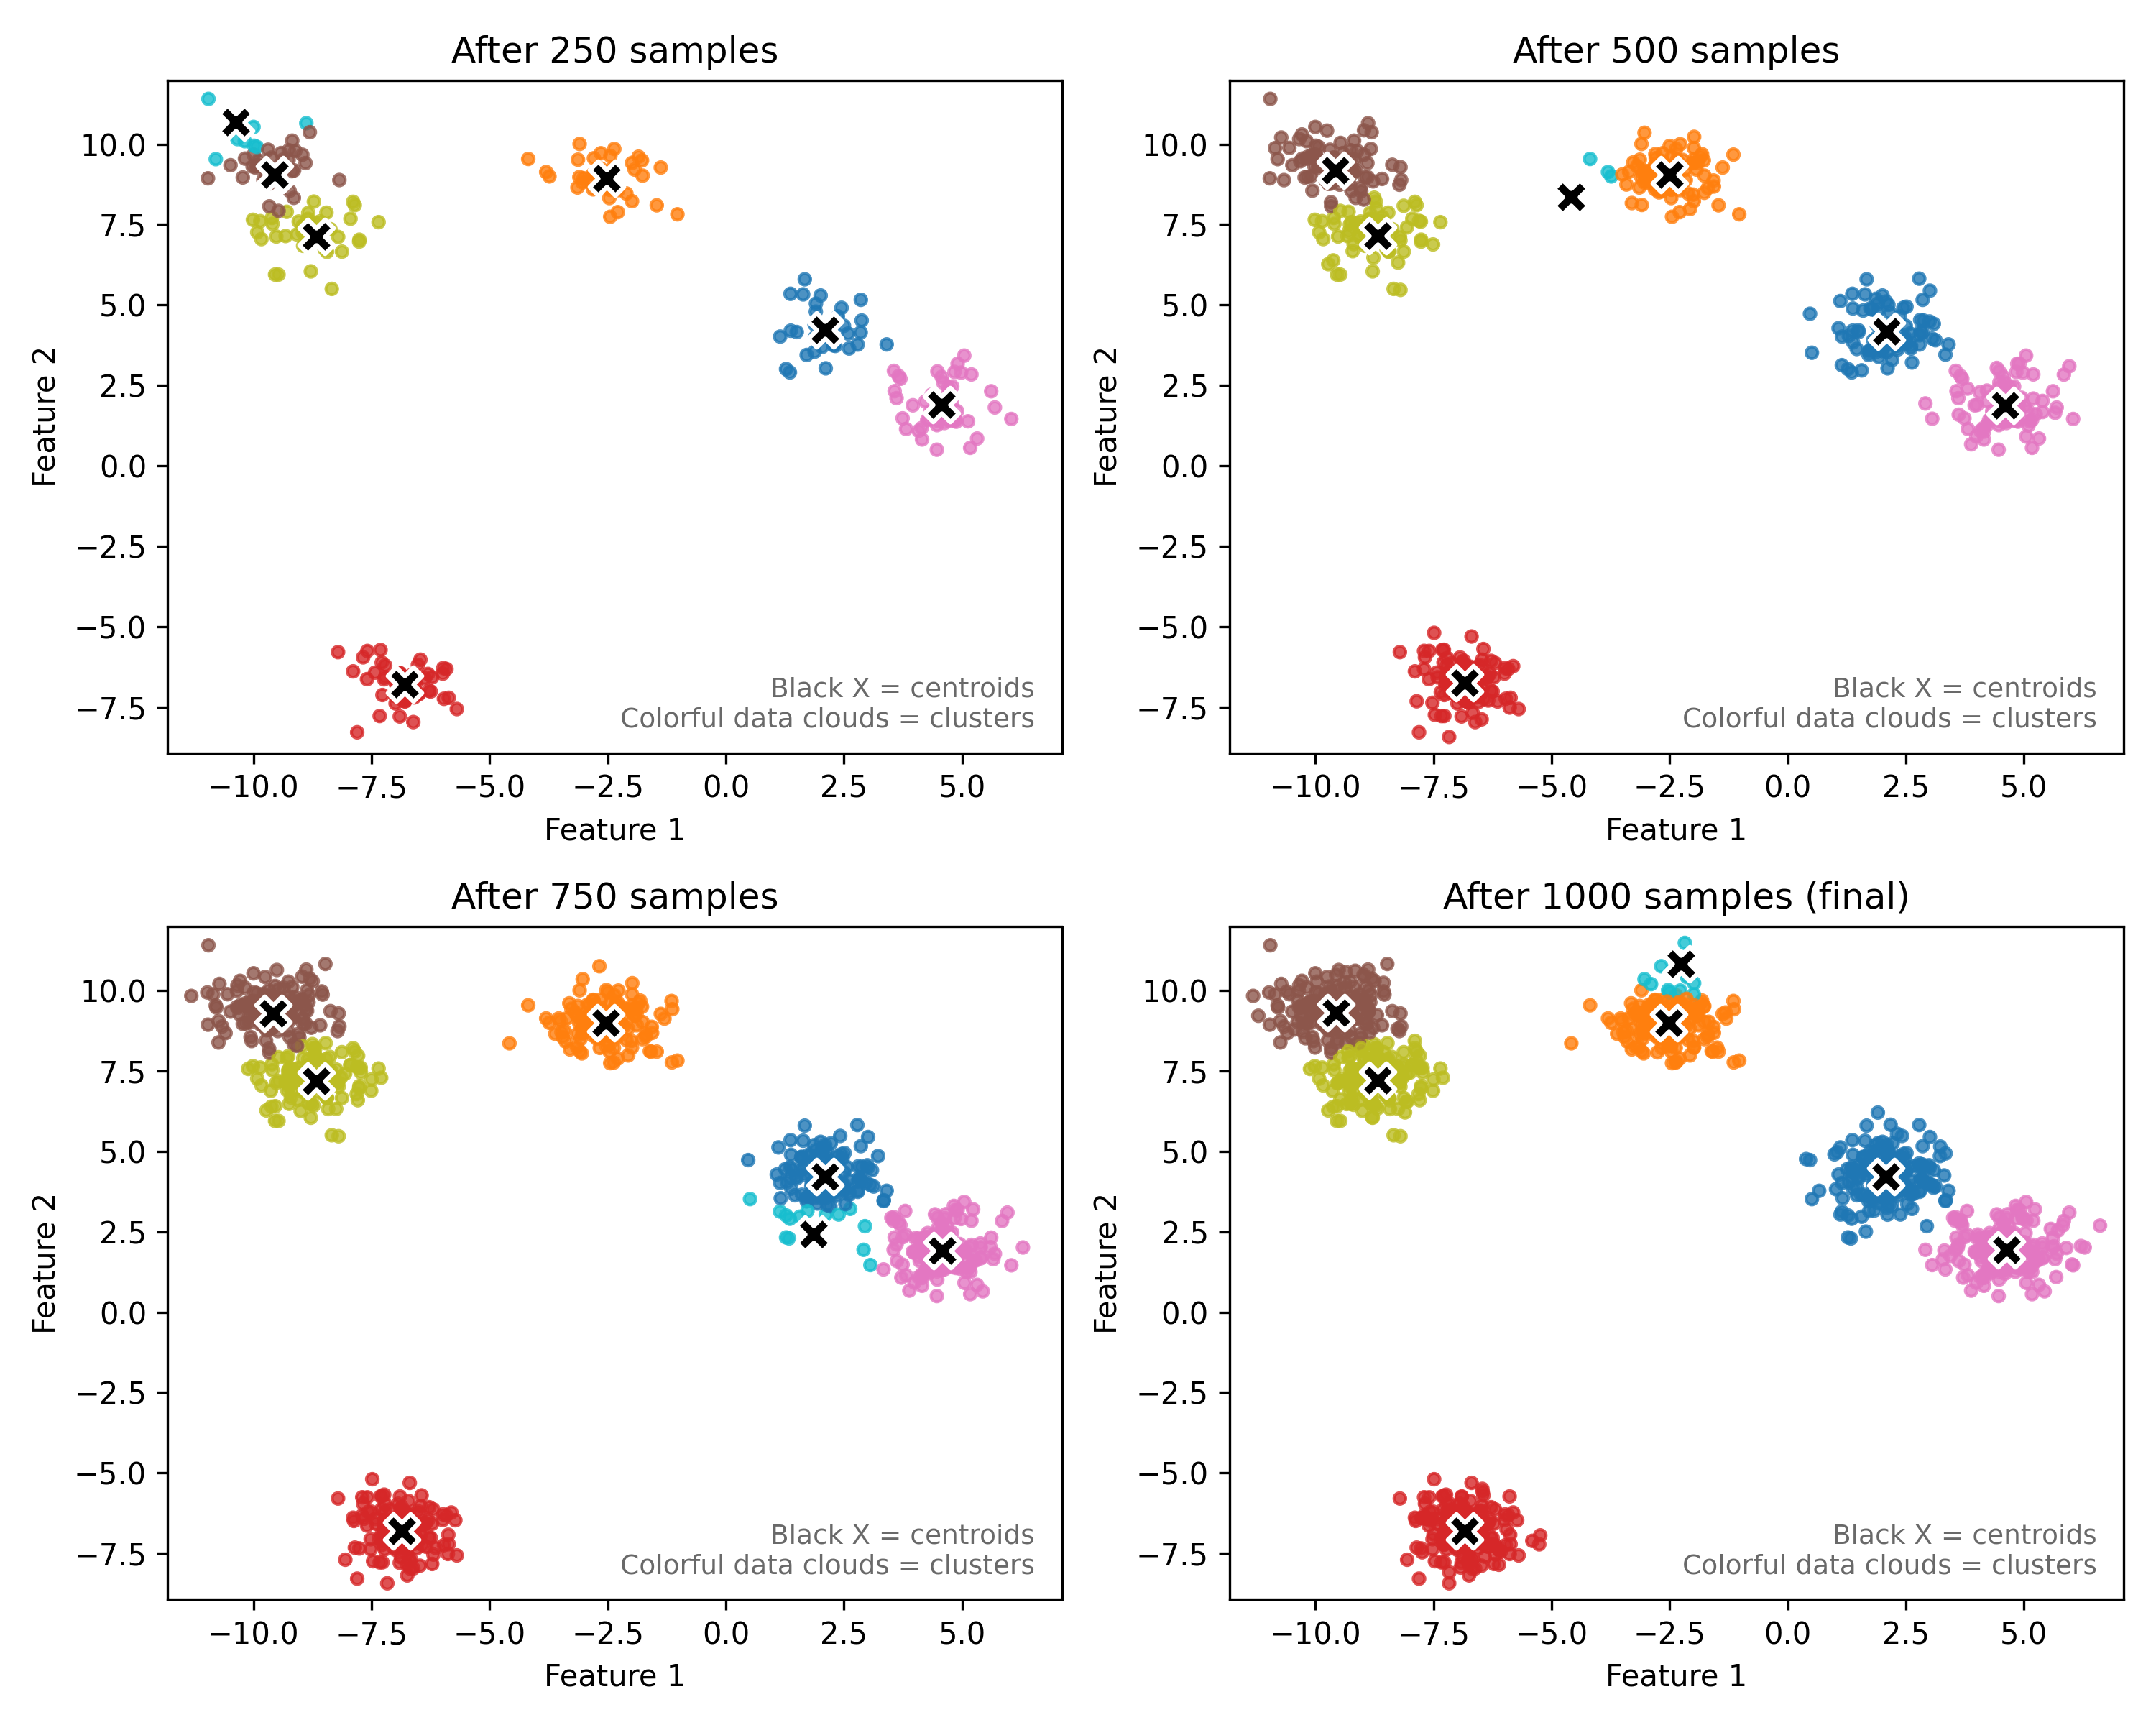 After 250 samples
10.0
7.5
5.0
2.5
0.0
−2.5
−5.0
−7.5
Feature 2
Black X = centroids
Colorful data clouds = clusters
−10.0 −7.5 −5.0 −2.5 0.0 2.5 5.0
Feature 1
After 500 samples
10.0
7.5
5.0
2.5
0.0
−2.5
−5.0
−7.5
Feature 2
Black X = centroids
Colorful data clouds = clusters
−10.0 −7.5 −5.0 −2.5 0.0 2.5 5.0
Feature 1
After 750 samples
10.0
7.5
5.0
2.5
0.0
−2.5
−5.0
−7.5
Feature 2
Black X = centroids
Colorful data clouds = clusters
−10.0 −7.5 −5.0 −2.5 0.0 2.5 5.0
Feature 1
After 1000 samples (final)
10.0
7.5
5.0
2.5
0.0
−2.5
−5.0
−7.5
Feature 2
Black X = centroids
Colorful data clouds = clusters
−10.0 −7.5 −5.0 −2.5 0.0 2.5 5.0
Feature 1